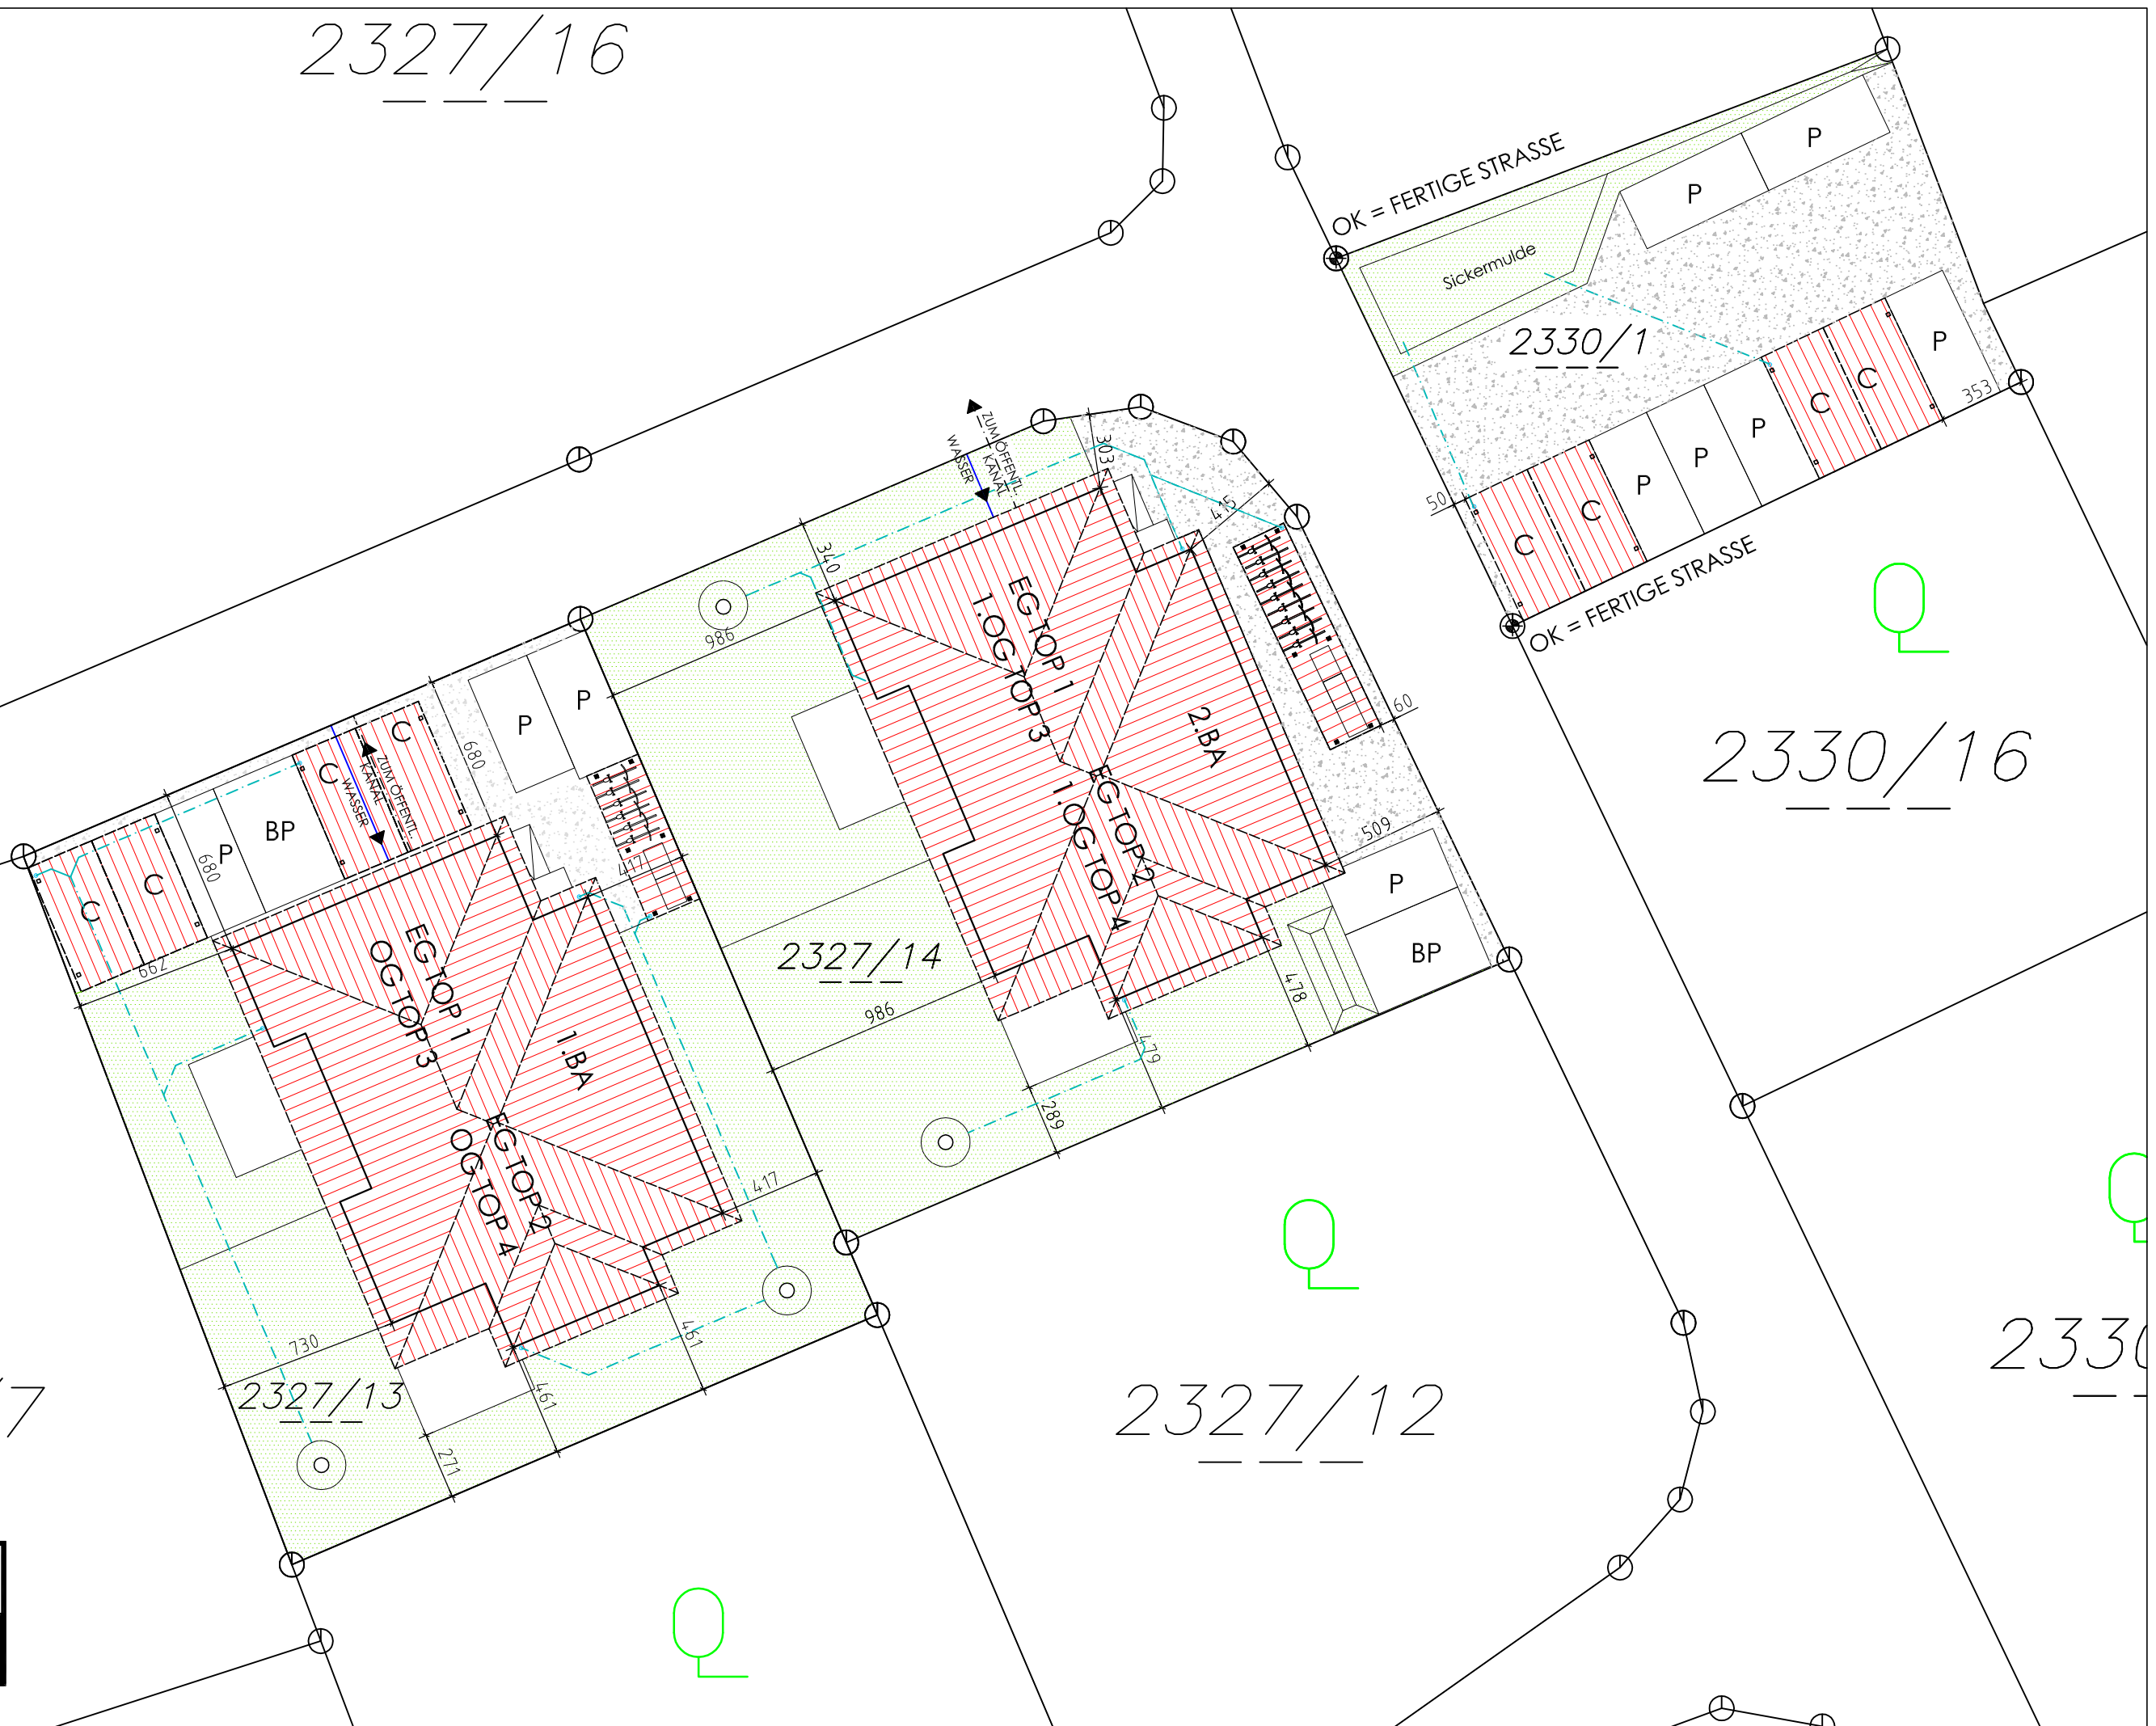 2327/16
OK = FERTIGE STRASSE
P
P
Sickermulde
2330/1
P
C
C
353
P
P
P
C
C
50
OK = FERTIGE STRASSE
2330/16
ZUM ÖFFENTL.
KANAL
WASSER
303
415
340
986
EG TOP 1
1.OG TOP 3
2.BA
EG TOP 2
1.OG TOP 4
60
509
P
BP
478
479
289
986
2327/14
P
P
680
C
C
ZUM ÖFFENTL.
KANAL
WASSER
BP
P
680
C
C
662
417
EG TOP 1
OG TOP 3
1.BA
EG TOP 2
OG TOP 4
417
730
461
461
271
2327/13
2327/12